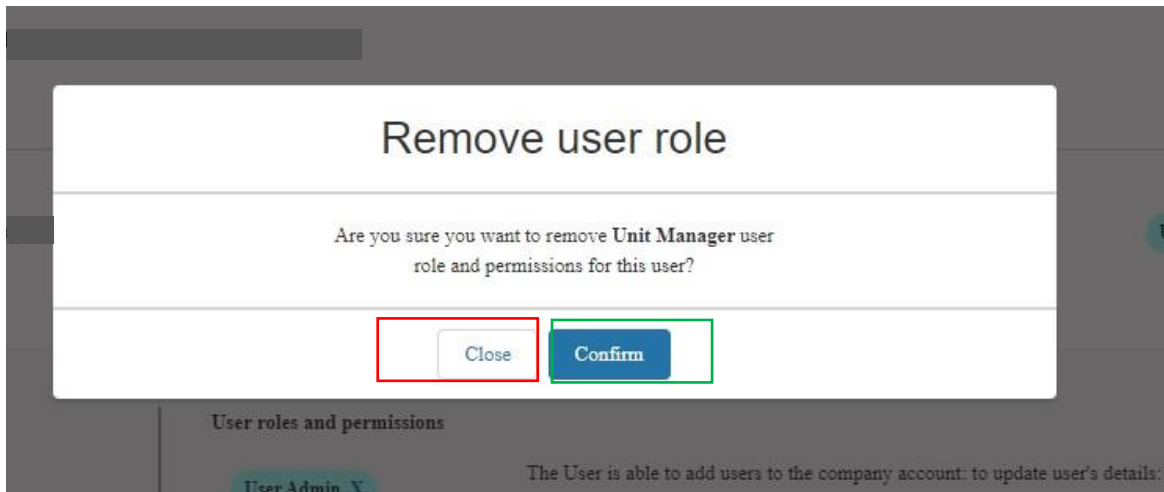 Remove user role
Are you sure you want to remove Unit Manager user
role and permissions for this user?
Close
Confirm
User roles and permissions
User Admin X
The User is able to add users to the company account: to update user's details: